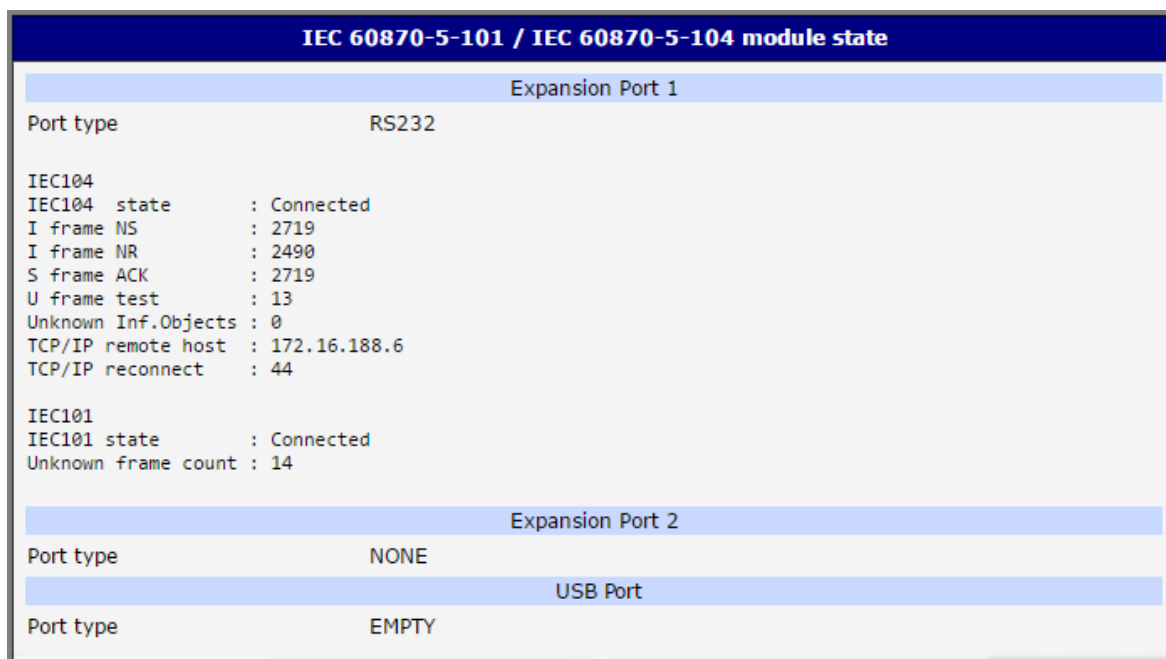 IEC 60870-5-101 / IEC 60870-5-104 module state
Expansion Port 1
Port type RS232
IEC104
IEC104  state      : Connected
I frame NS         : 2719
I frame NR         : 2490
S frame ACK        : 2719
U frame test       : 13
Unknown Inf.Objects : 0
TCP/IP remote host  : 172.16.188.6
TCP/IP reconnect   : 44
IEC101
IEC101 state       : Connected
Unknown frame count : 14
Expansion Port 2
Port type NONE
USB Port
Port type EMPTY